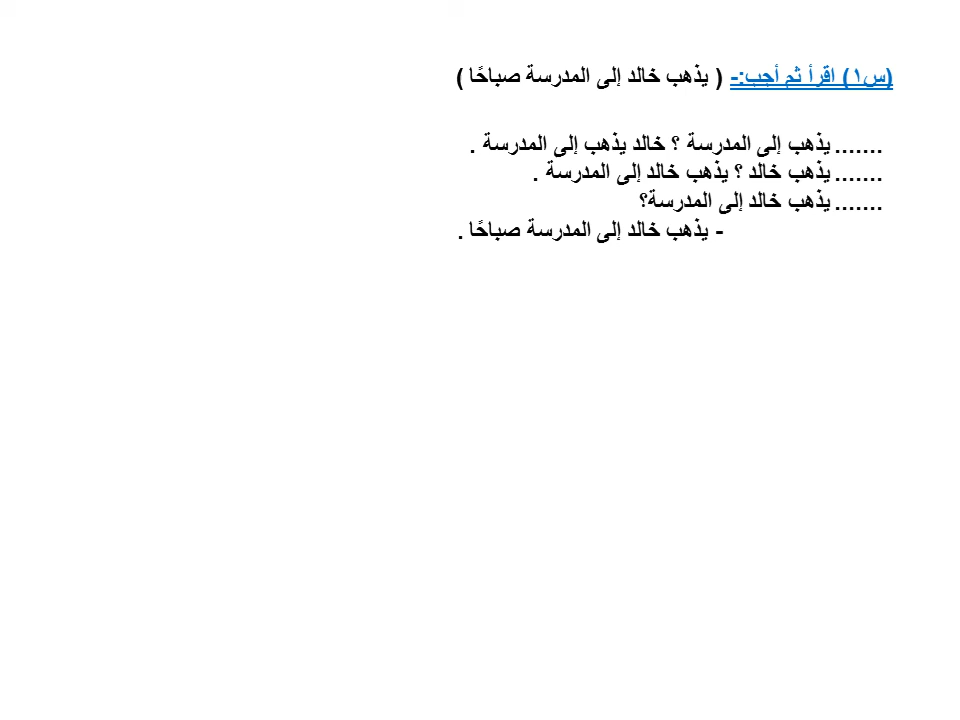 (س١) اقرأ ثم أجب:- ( يذهب خالد إلى المدرسة صباحًا )
....... يذهب إلى المدرسة ؟ خالد يذهب إلى المدرسة .
....... يذهب خالد ؟ يذهب خالد إلى المدرسة .
....... يذهب خالد إلى المدرسة؟
- يذهب خالد إلى المدرسة صباحًا .